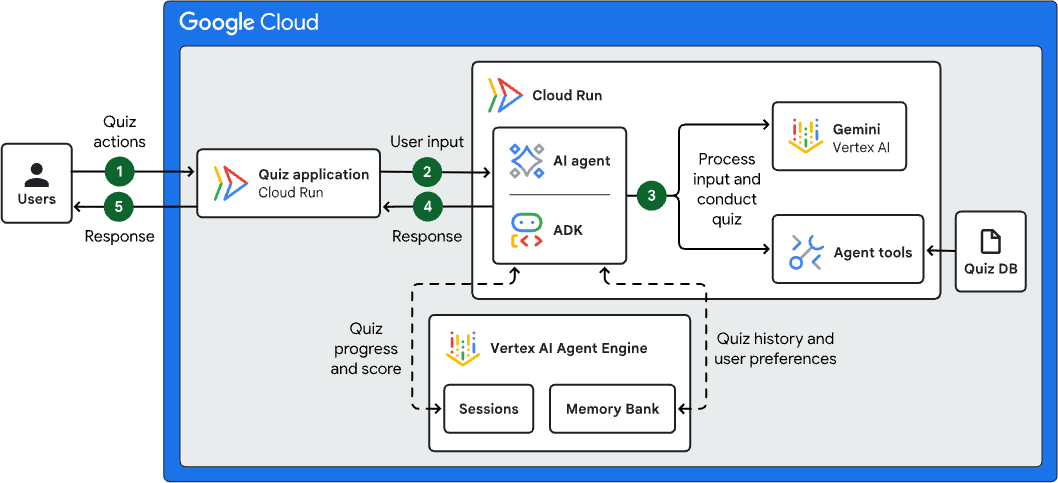 Google Cloud
Cloud Run
Quiz
actions
1
Users
5
Response
Quiz application
Cloud Run
User input
2
4
Response
AI agent
ADK
3
Process
input and
conduct
quiz
Gemini
Vertex AI
Agent tools
Quiz DB
Quiz
progress
and score
Vertex AI Agent Engine
Sessions
Memory Bank
Quiz history and
user preferences